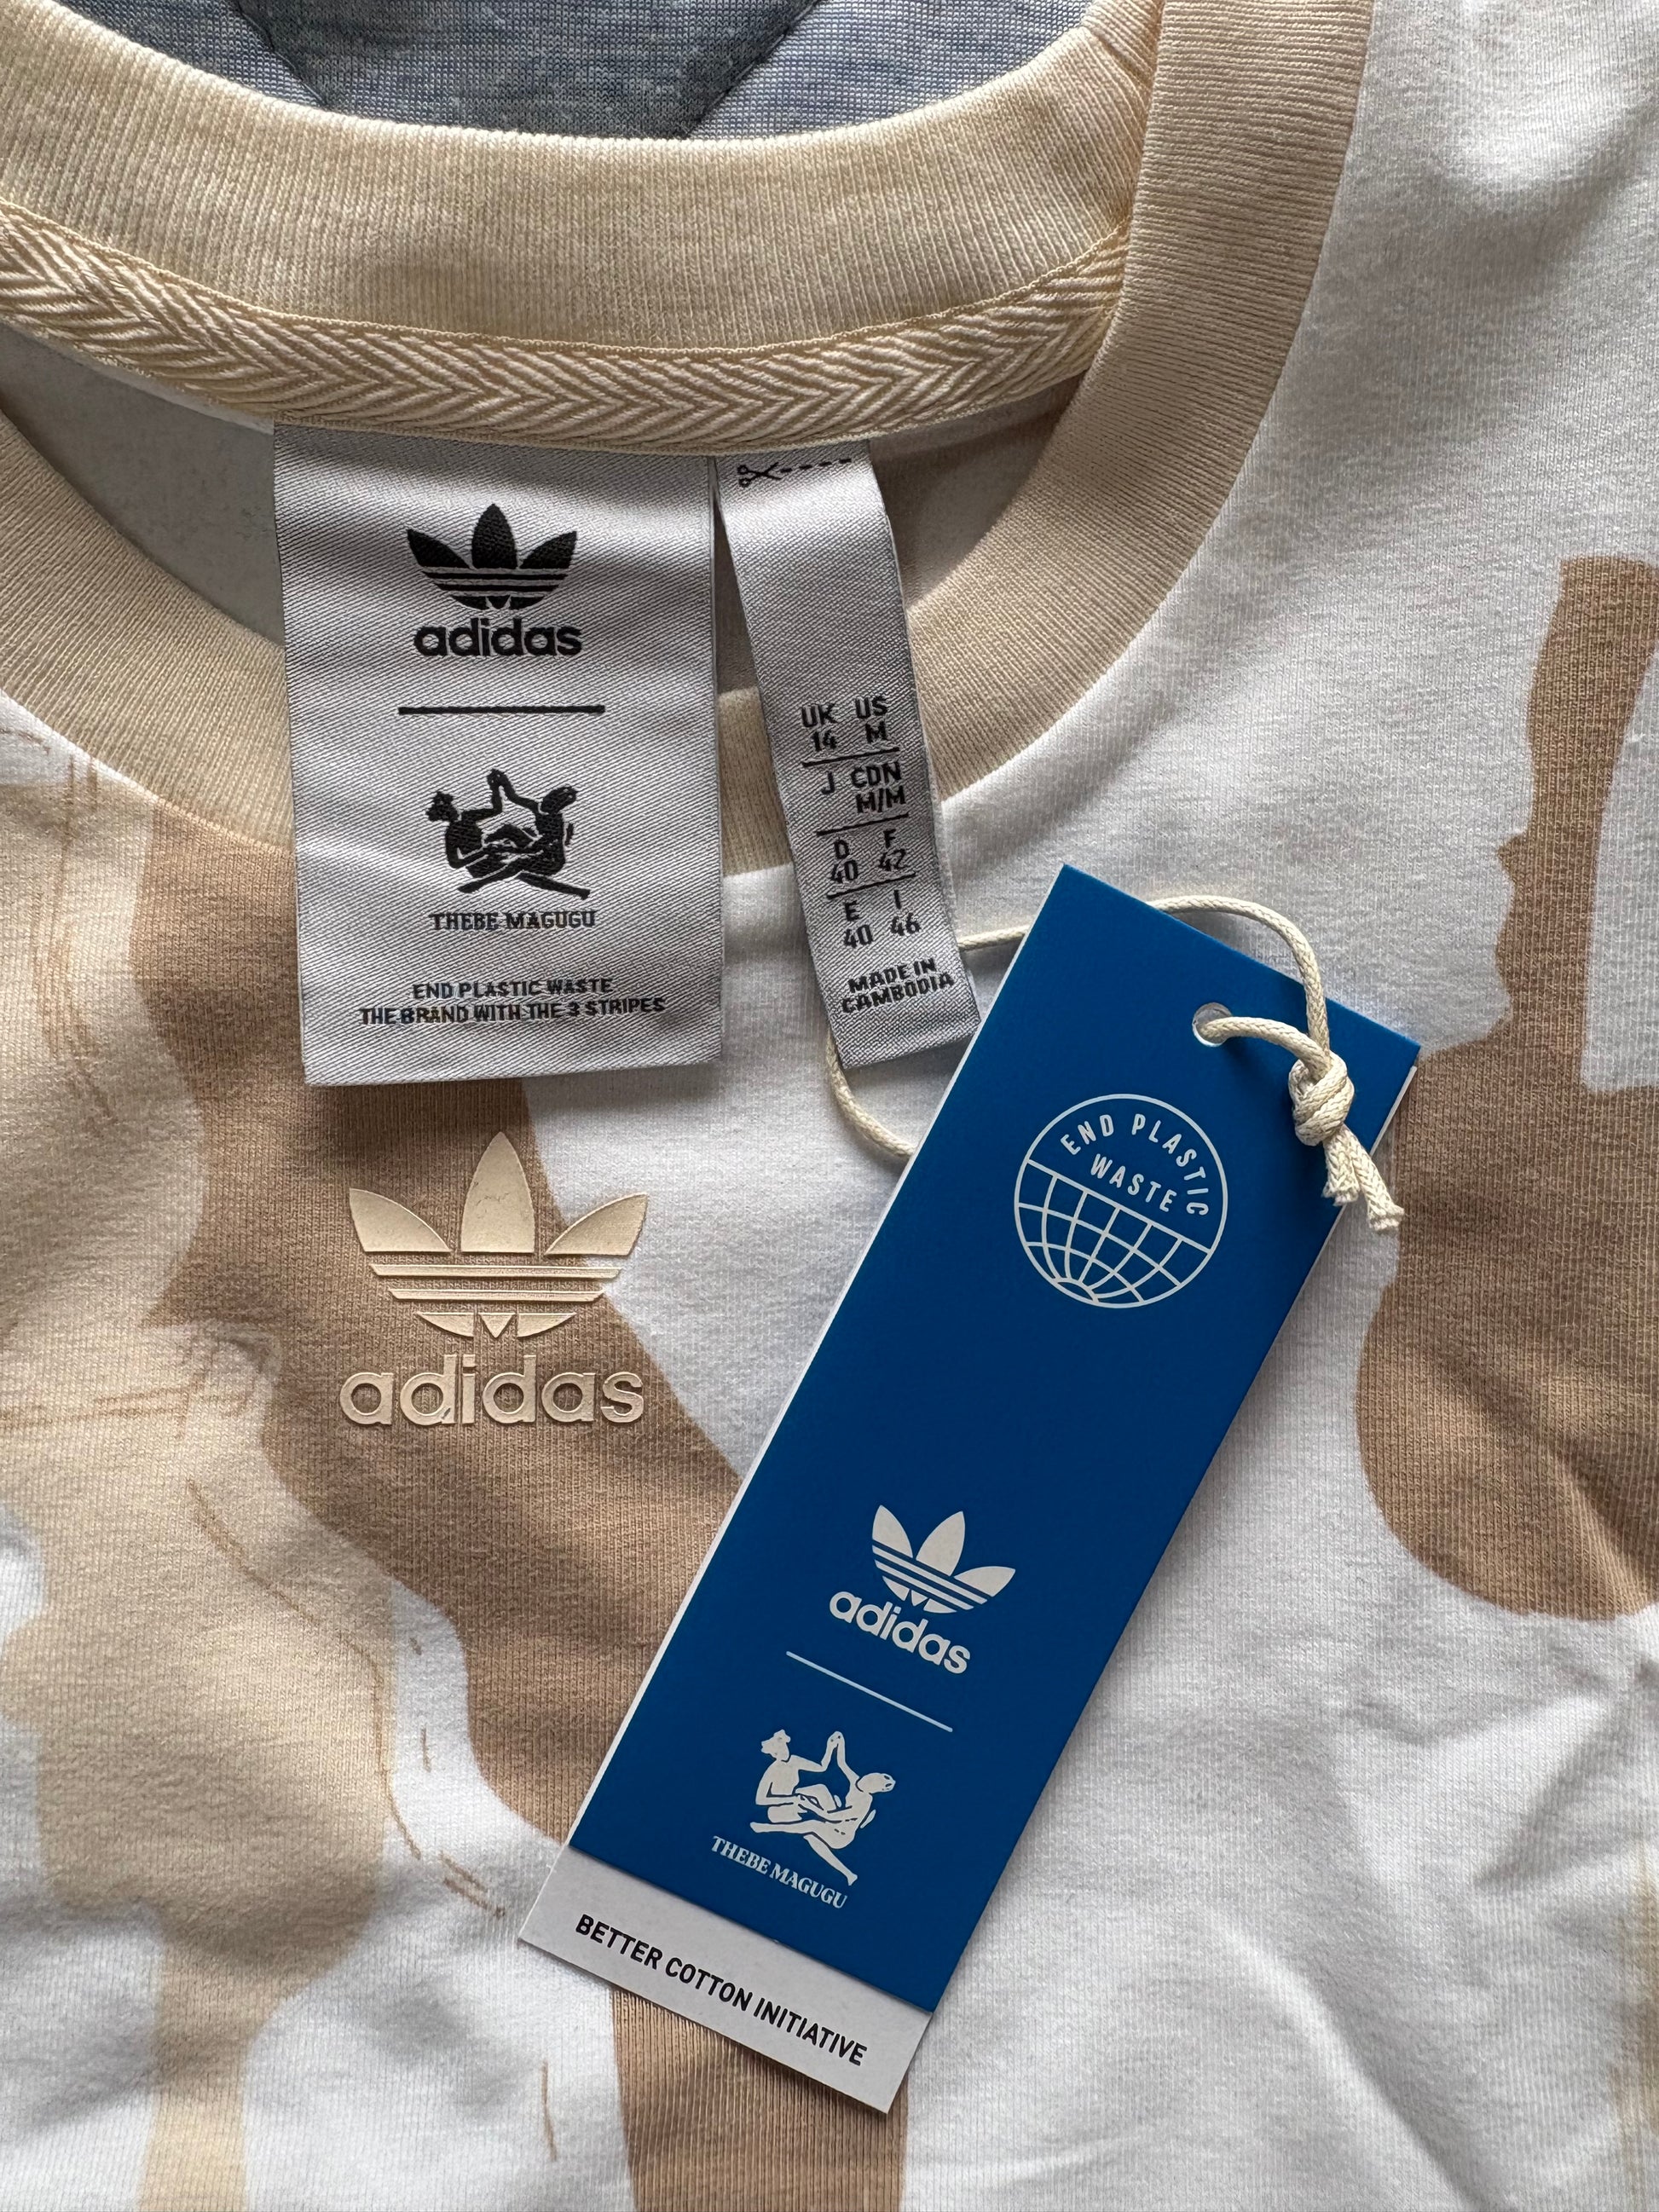 adidas
THEBE MAGUGU
END PLASTIC WASTE
THE BRAND WITH THE 3 STRIPES
UK US
14 M
J CDN
M/M
D F
40 42
E I
40 46
MADE IN
CAMBODIA
adidas
END PLASTIC
WASTE
adidas
THEBE MAGUGU
BETTER COTTON INITIATIVE